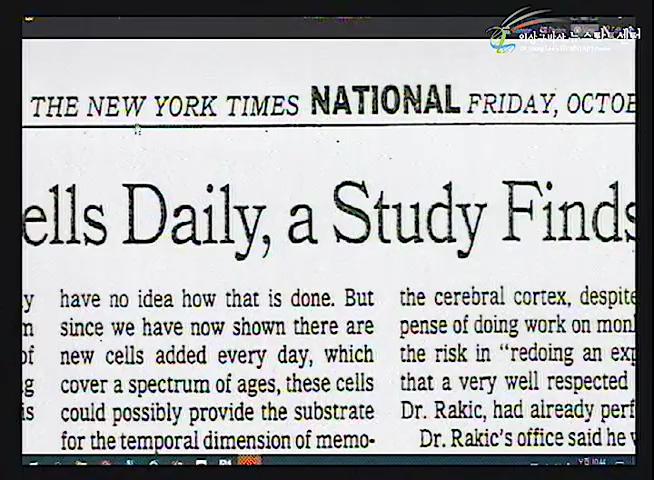 THE NEW YORK TIMES NATIONAL FRIDAY, OCTOB
ells Daily, a Study Finds
y have no idea how that is done. But
m since we have now shown there are
of new cells added every day, which
g cover a spectrum of ages, these cells
is could possibly provide the substrate
for the temporal dimension of memo-
the cerebral cortex, despite
pense of doing work on mon
the risk in “redoing an exp
that a very well respected
Dr. Rakic, had already perf
Dr. Rakic's office said he w